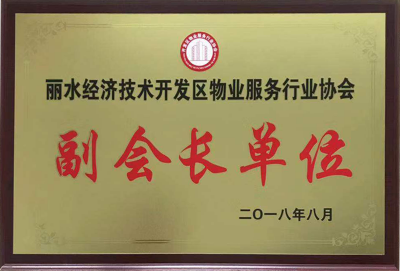 丽水经济技术开发区物业服务行业协会
副会长单位
二〇一八年八月